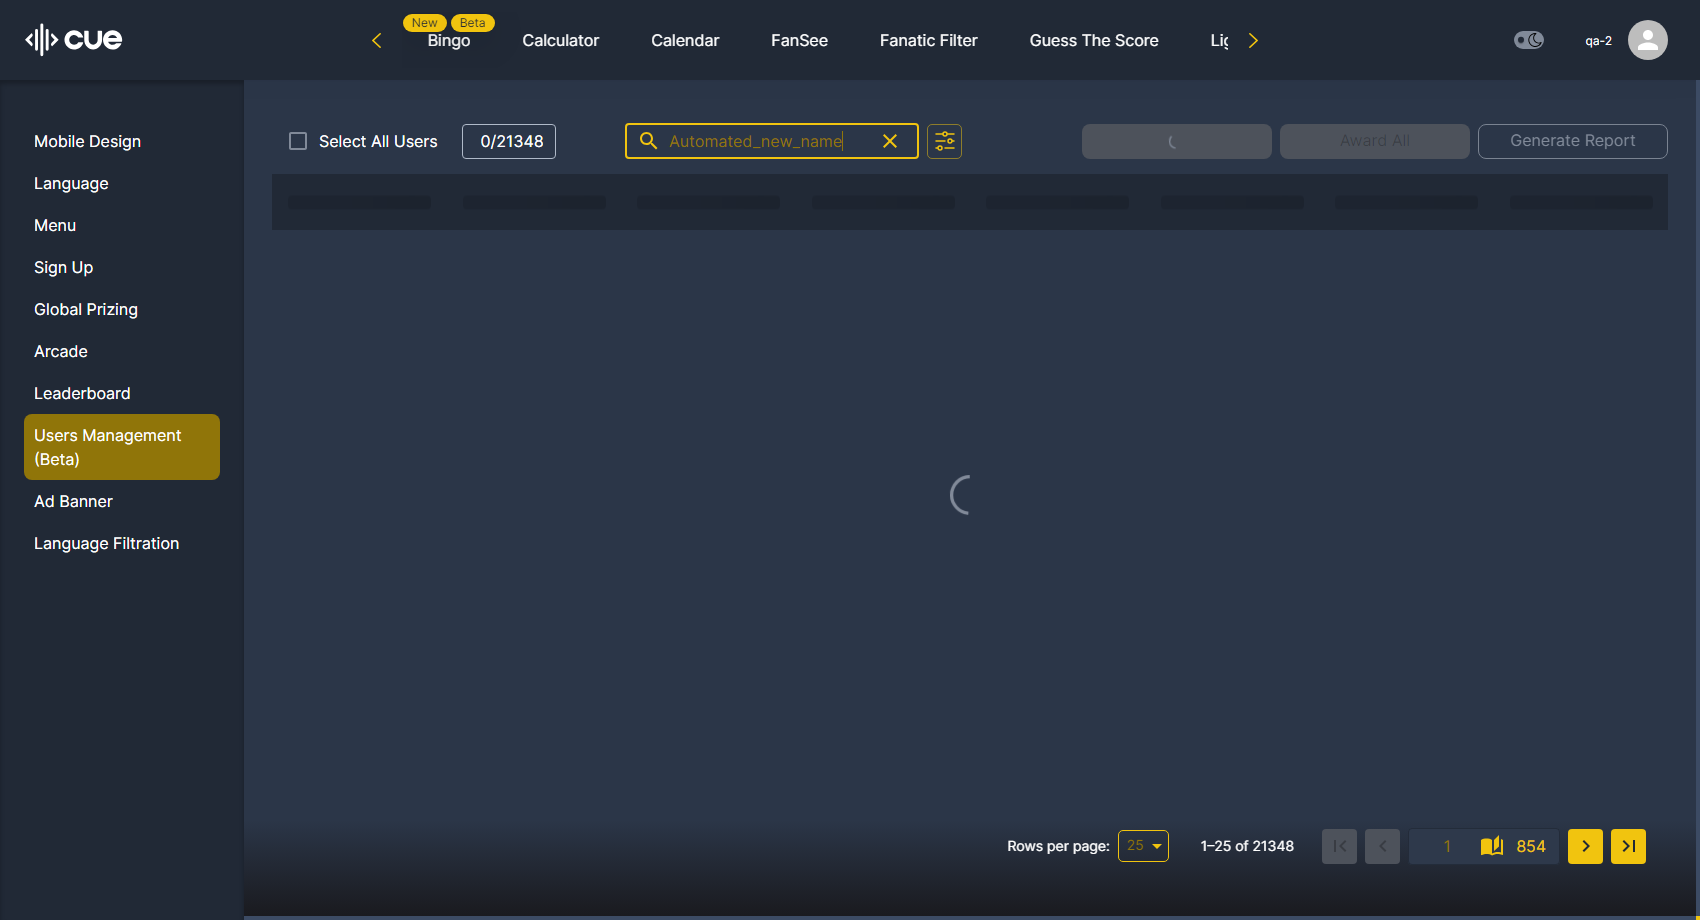 cue
New Beta
Bingo
Calculator
Calendar
FanSee
Fanatic Filter
Guess The Score
Lig
qa-2
Mobile Design
Language
Menu
Sign Up
Global Prizing
Arcade
Leaderboard
Users Management
(Beta)
Ad Banner
Language Filtration
Select All Users
0/21348
Automated_new_name
Award All
Generate Report
Rows per page:
25
1–25 of 21348
1
854